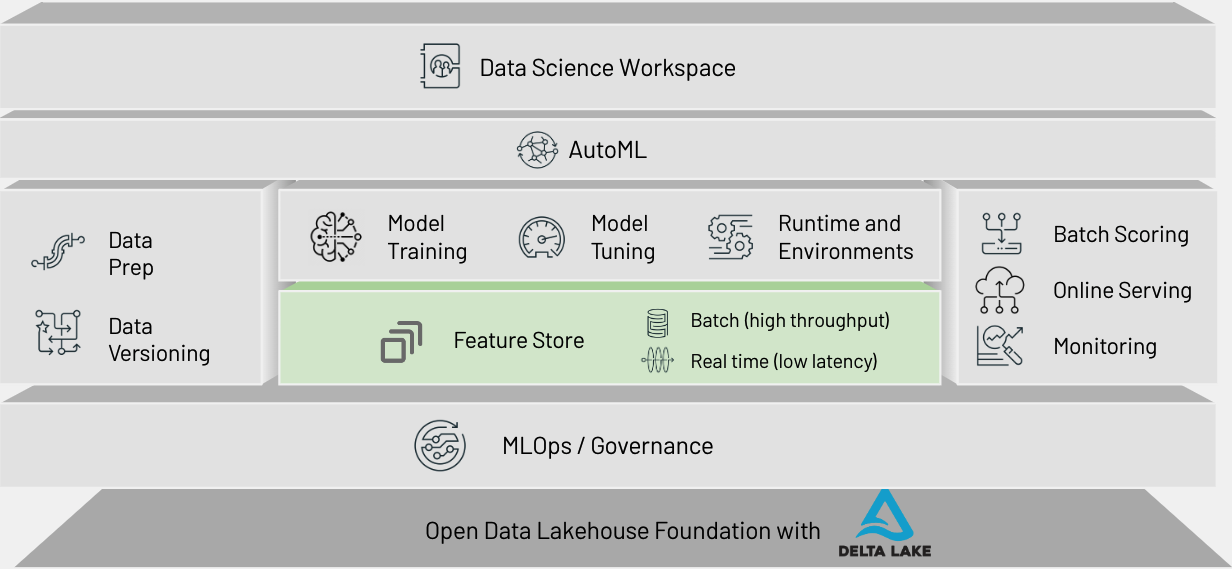 Data Science Workspace
AutoML
Data
Prep
Data
Versioning
Model
Training
Model
Tuning
Runtime and
Environments
Feature Store
Batch (high throughput)
Real time (low latency)
Batch Scoring
Online Serving
Monitoring
MLOps / Governance
Open Data Lakehouse Foundation with
DELTA LAKE